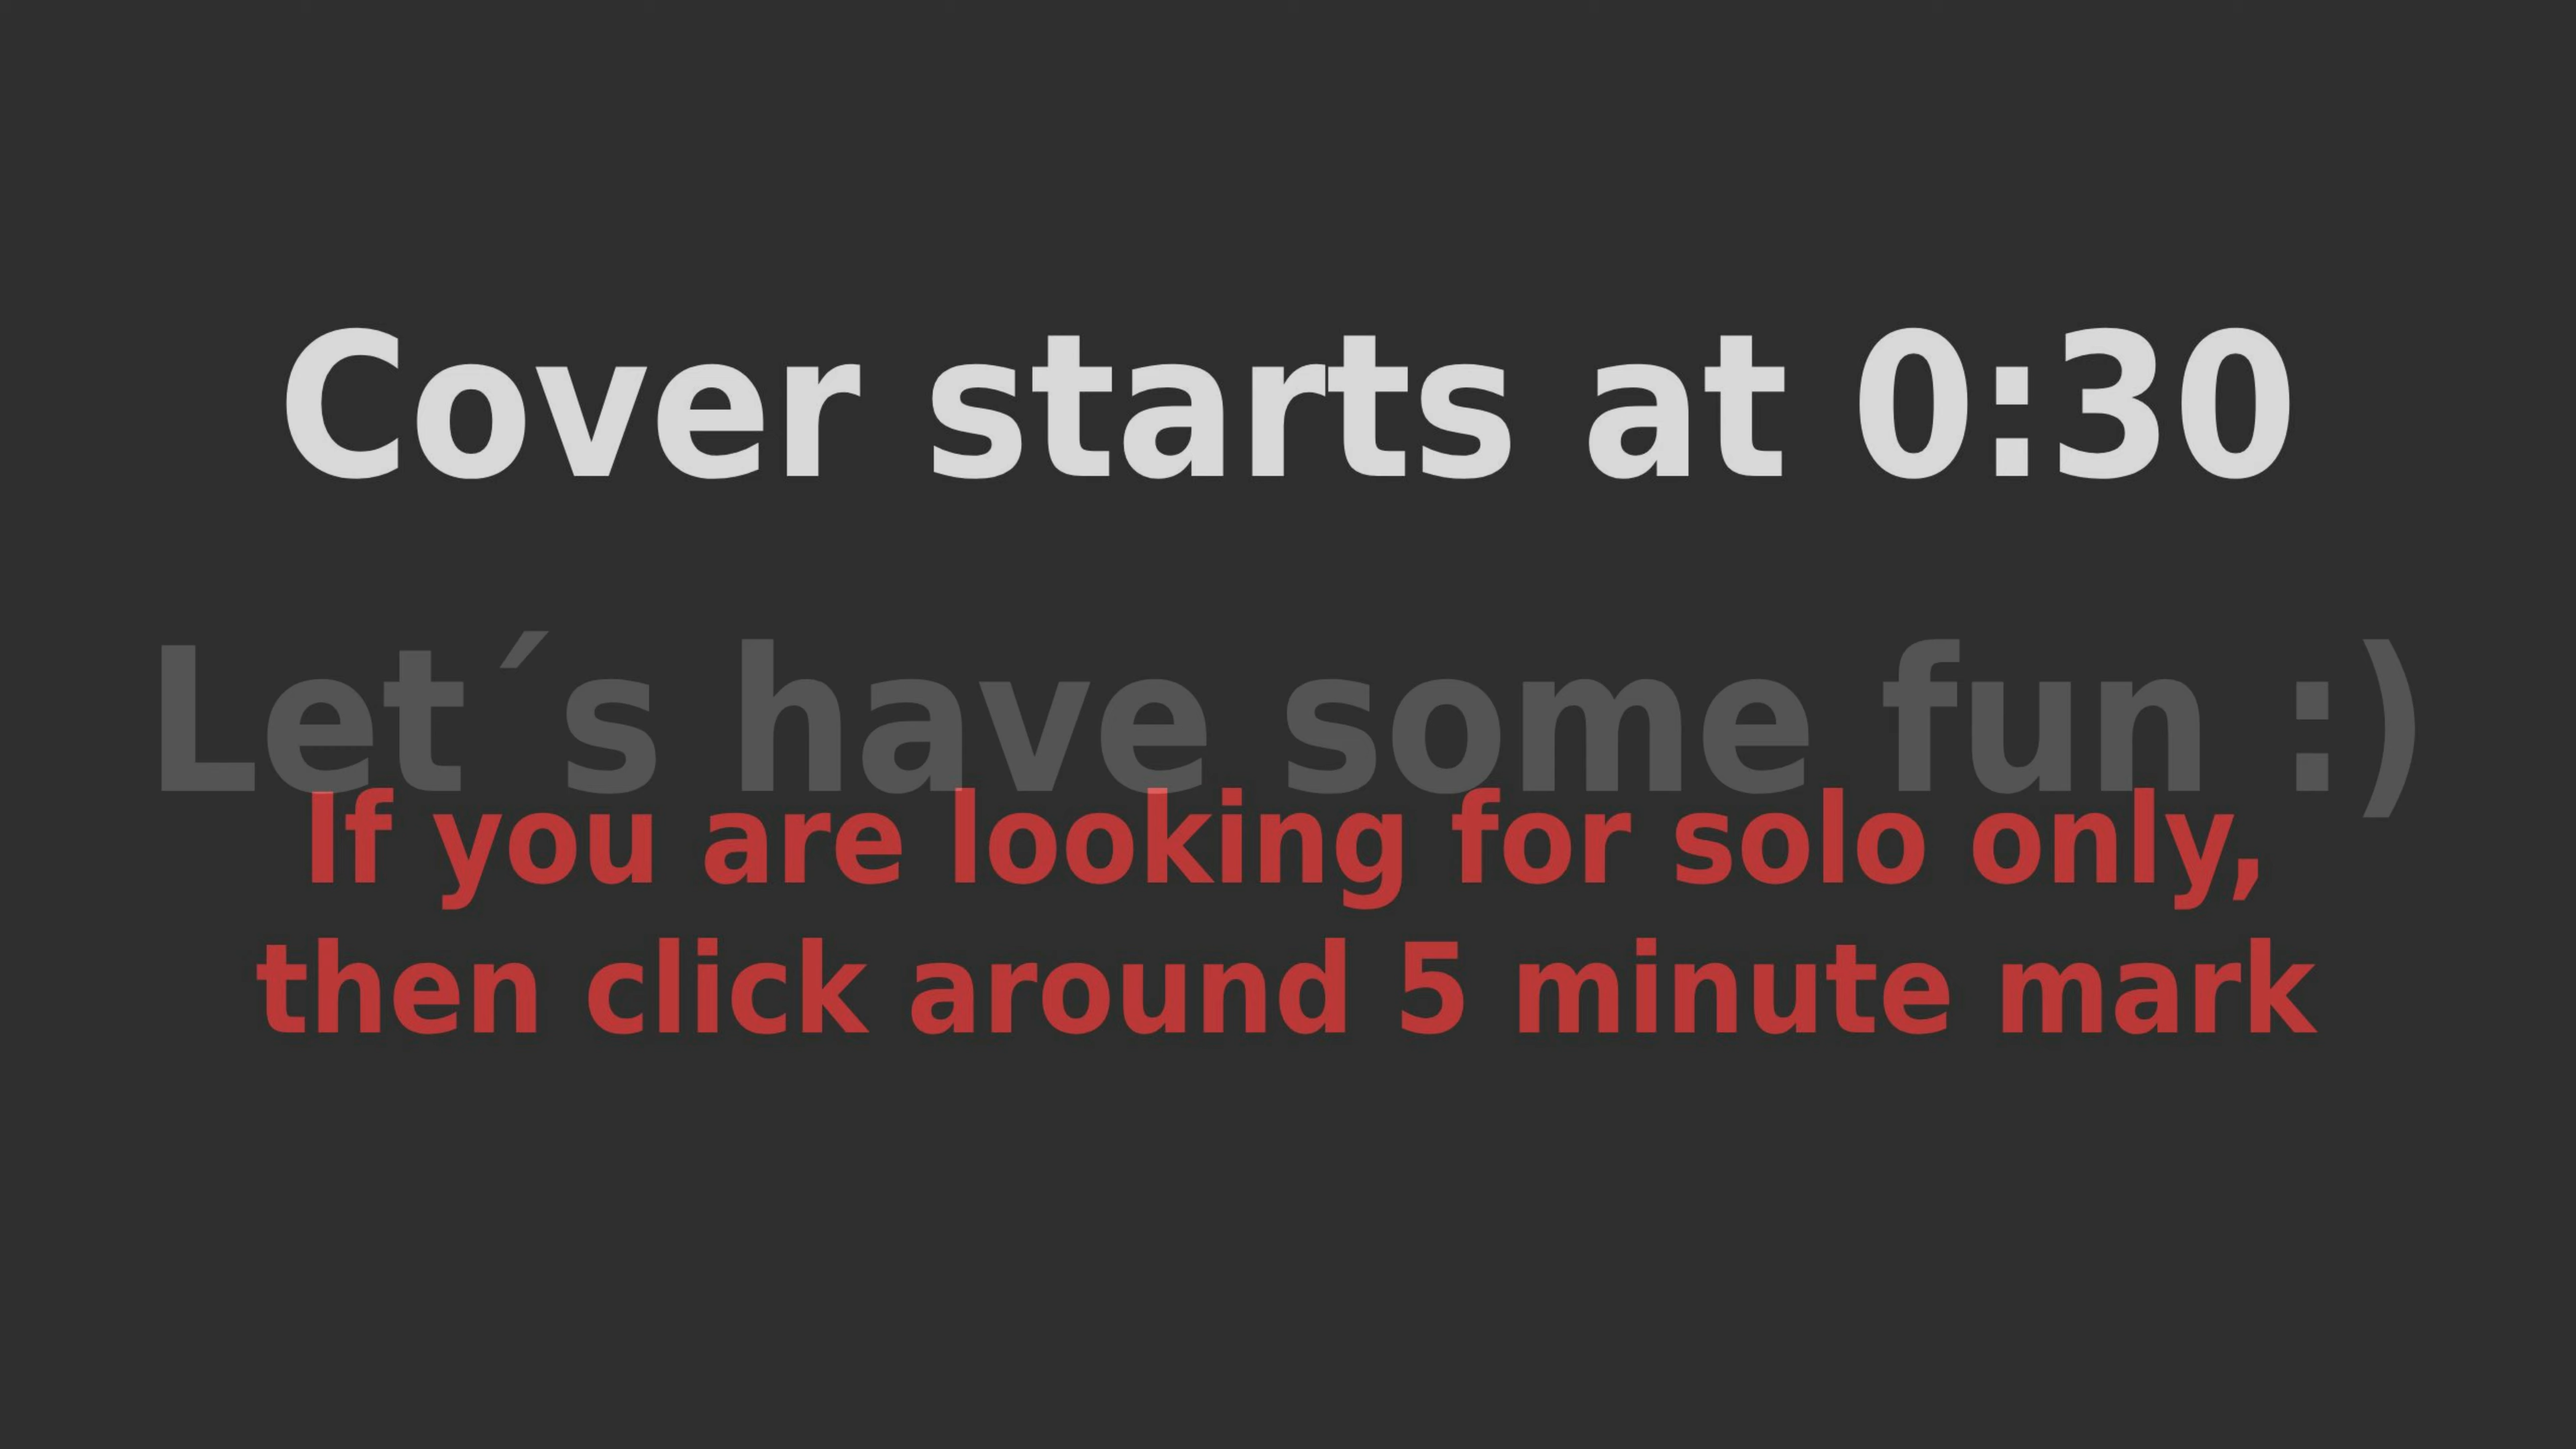 Cover starts at 0:30
Let´s have some fun :)
If you are looking for solo only,
then click around 5 minute mark